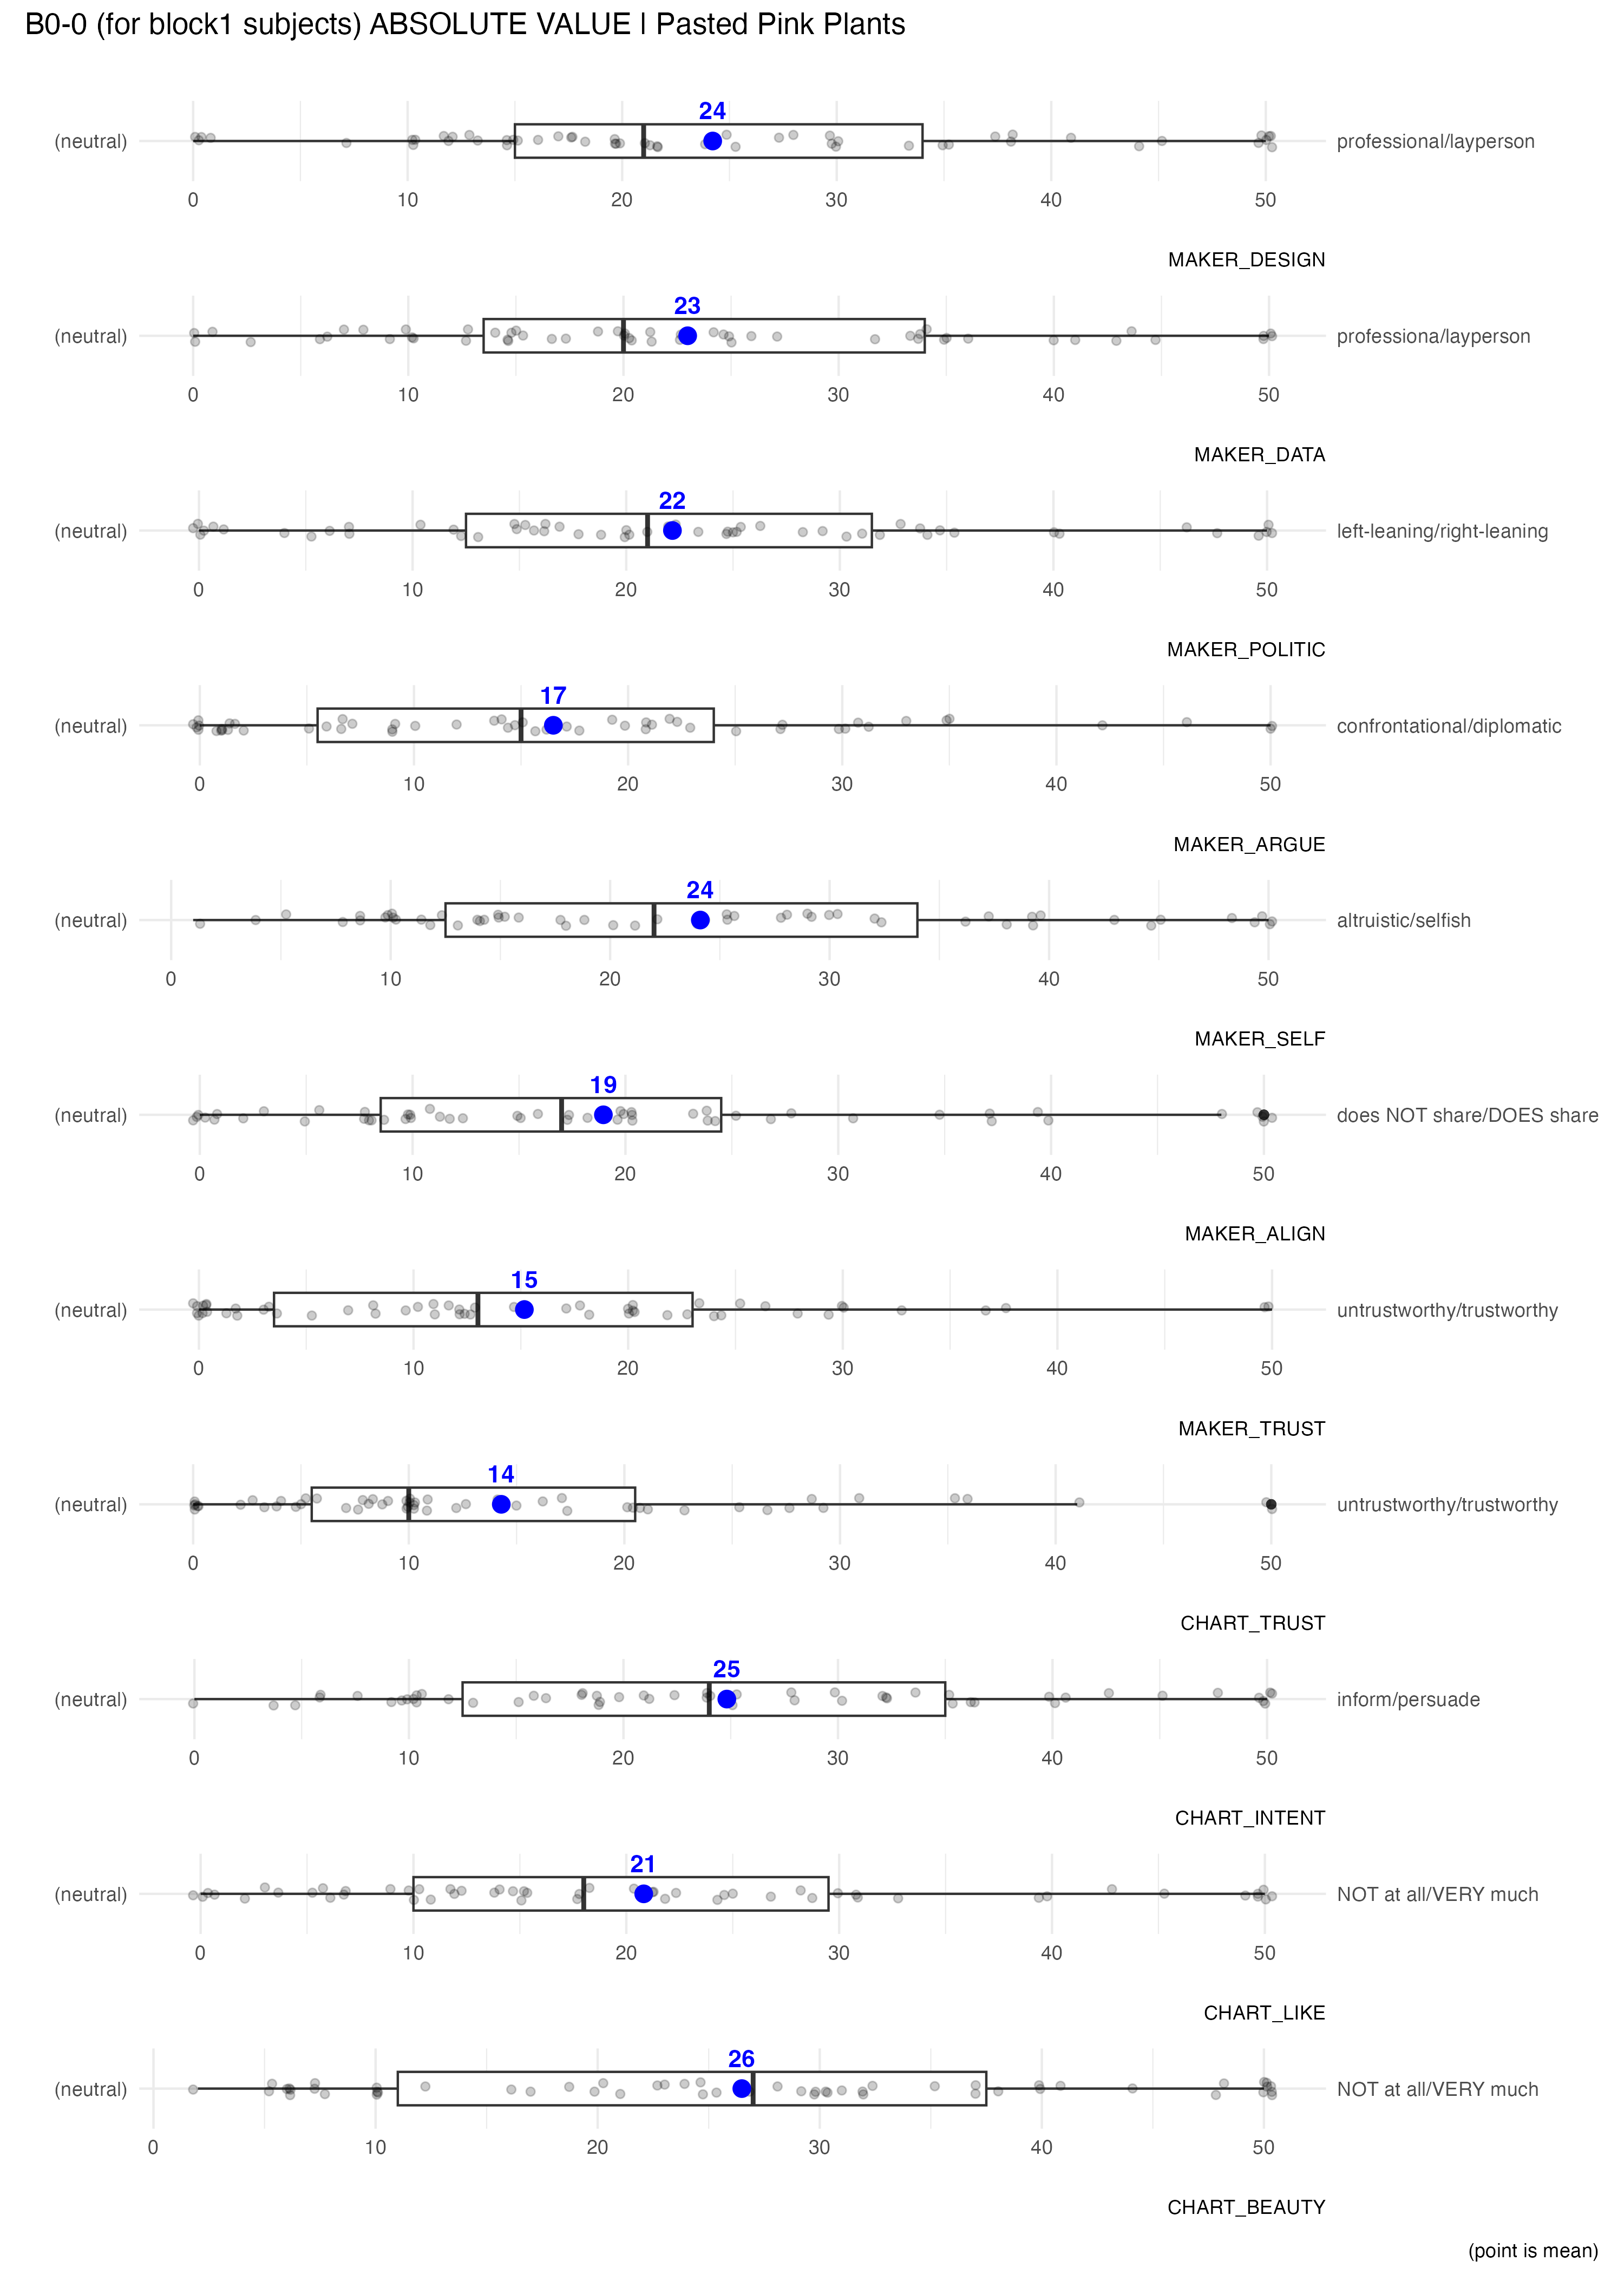 B0-0 (for block1 subjects) ABSOLUTE VALUE | Pasted Pink Plants
24
(neutral) professional/layperson
0 10 20 30 40 50
MAKER_DESIGN
23
(neutral) professiona/layperson
0 10 20 30 40 50
MAKER_DATA
22
(neutral) left-leaning/right-leaning
0 10 20 30 40 50
MAKER_POLITIC
17
(neutral) confrontational/diplomatic
0 10 20 30 40 50
MAKER_ARGUE
24
(neutral) altruistic/selfish
0 10 20 30 40 50
MAKER_SELF
19
(neutral) does NOT share/DOES share
0 10 20 30 40 50
MAKER_ALIGN
15
(neutral) untrustworthy/trustworthy
0 10 20 30 40 50
MAKER_TRUST
14
(neutral) untrustworthy/trustworthy
0 10 20 30 40 50
CHART_TRUST
25
(neutral) inform/persuade
0 10 20 30 40 50
CHART_INTENT
21
(neutral) NOT at all/VERY much
0 10 20 30 40 50
CHART_LIKE
26
(neutral) NOT at all/VERY much
0 10 20 30 40 50
CHART_BEAUTY
(point is mean)